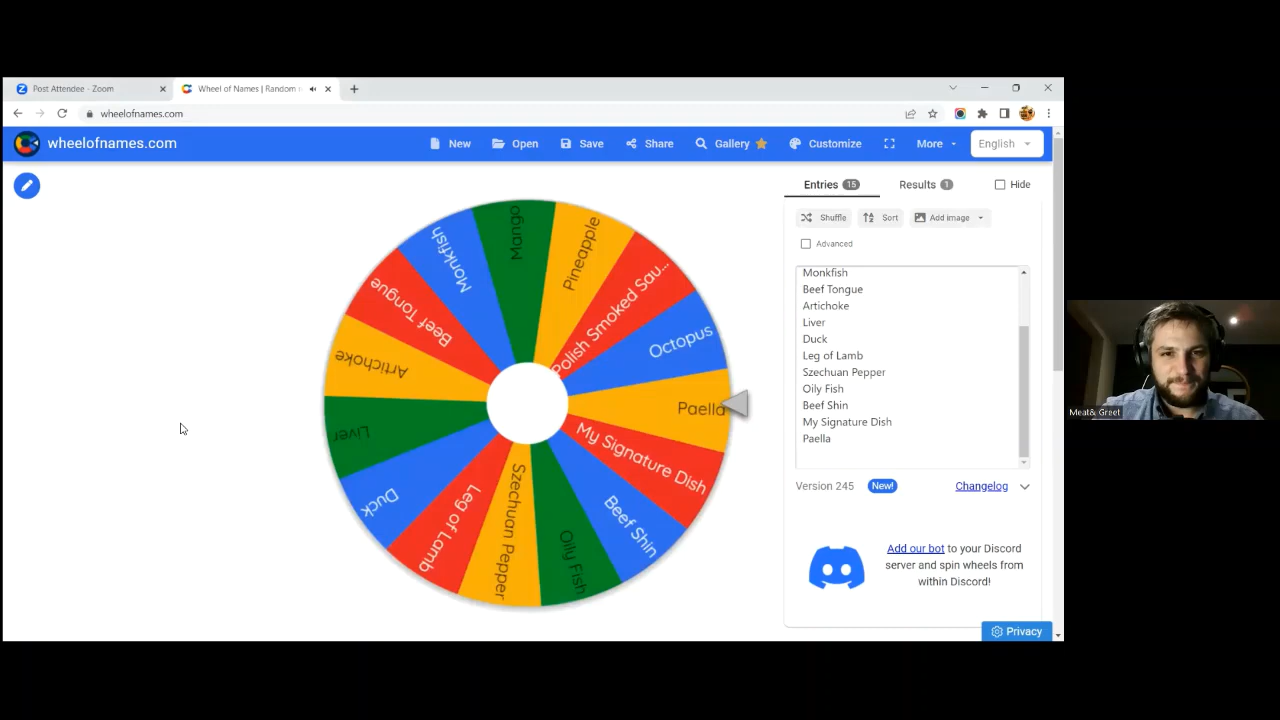 Post Attendee - Zoom
Wheel of Names | Random
wheelofnames.com
wheelofnames.com
New
Open
Save
Share
Gallery
Customize
More
English
Entries 15
Results 1
Hide
Shuffle
Sort
Add image
Advanced
Monkfish
Beef Tongue
Artichoke
Liver
Duck
Leg of Lamb
Szechuan Pepper
Oily Fish
Beef Shin
My Signature Dish
Paella
Version 245
New!
Changelog
Add our bot to your Discord
server and spin wheels from
within Discord!
Privacy
Mango
Pineapple
Polish Smoked Sau...
Octopus
Paella
My Signature Dish
Beef Shin
Oily Fish
Szechuan Pepper
Leg of Lamb
Duck
Liver
Artichoke
Beef Tongue
Monkfish
Meat& Greet